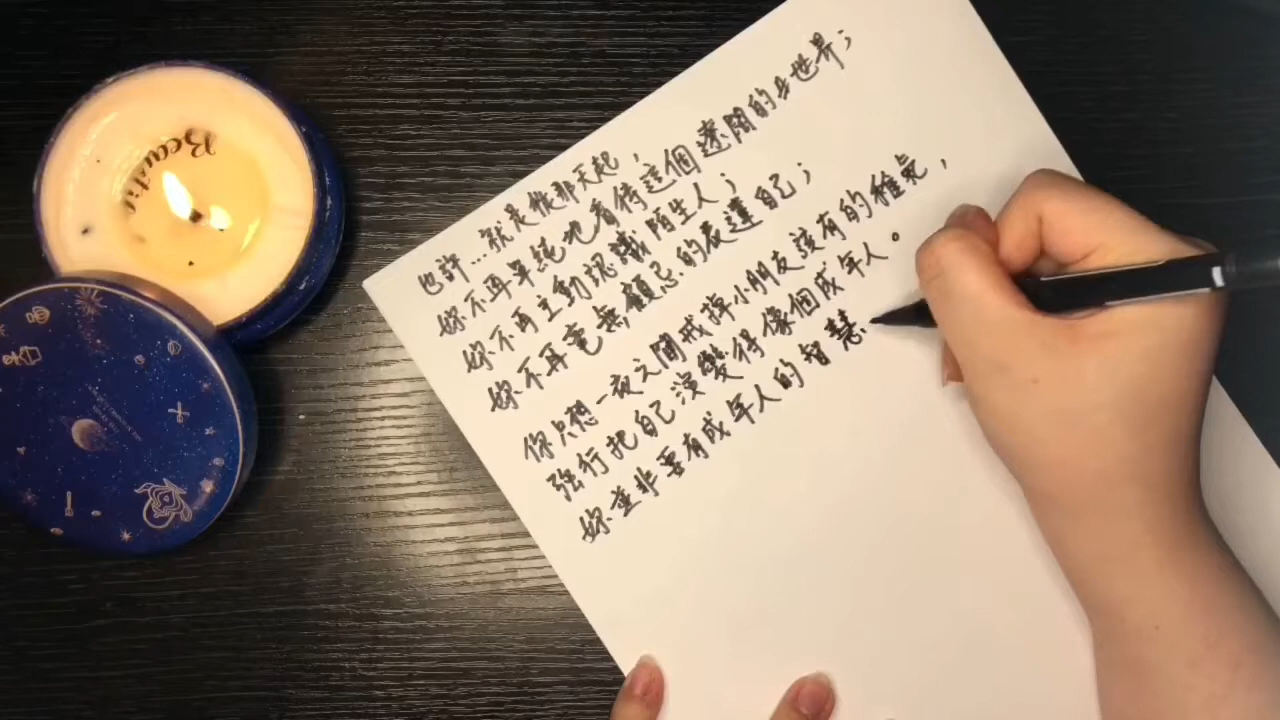 也許...就是從那天起，
妳不再單純地看待這個遼闊的世界；
妳不再主動認識陌生人；
妳不再毫無顧忌的表達自己；
你只想一夜之間戒掉小朋友該有的稚氣，
強行把自己演變得像個成年人。
妳並非要有成年人的智慧
Beauti